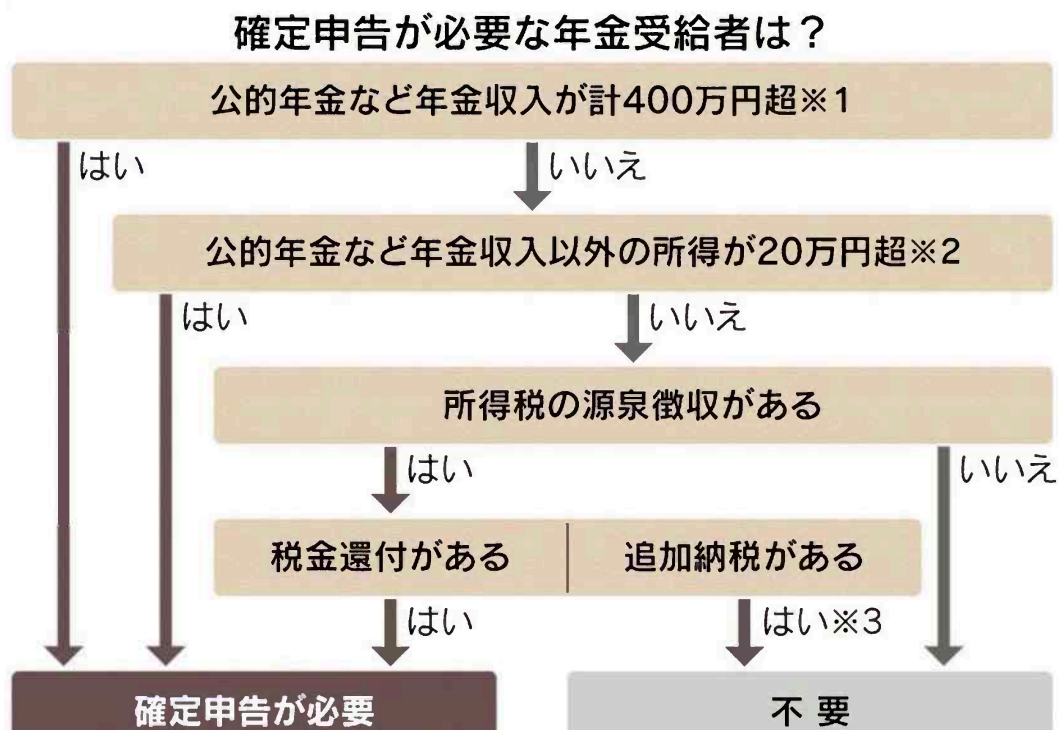 確定申告が必要な年金受給者は？
公的年金など年金収入が計400万円超※1
はい
いいえ
公的年金など年金収入以外の所得が20万円超※2
はい
いいえ
所得税の源泉徴収がある
はい
いいえ
税金還付がある
追加納税がある
はい
はい※3
確定申告が必要
不要